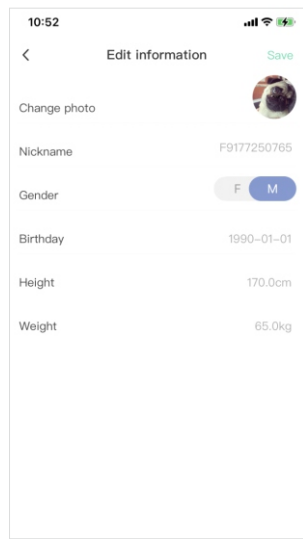 10:52
Edit information
Save
Change photo
Nickname
F9177250765
Gender
F M
Birthday
1990-01-01
Height
170.0cm
Weight
65.0kg